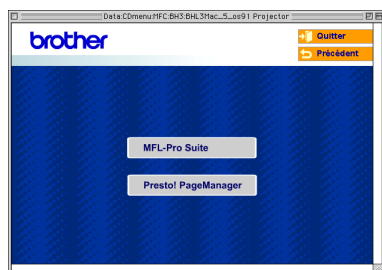 Data:CDmenu:MFC:BH3:BHL3Mac_5_os91 Projector
brother
Quitter
Précédent
MFL-Pro Suite
Presto! PageManager